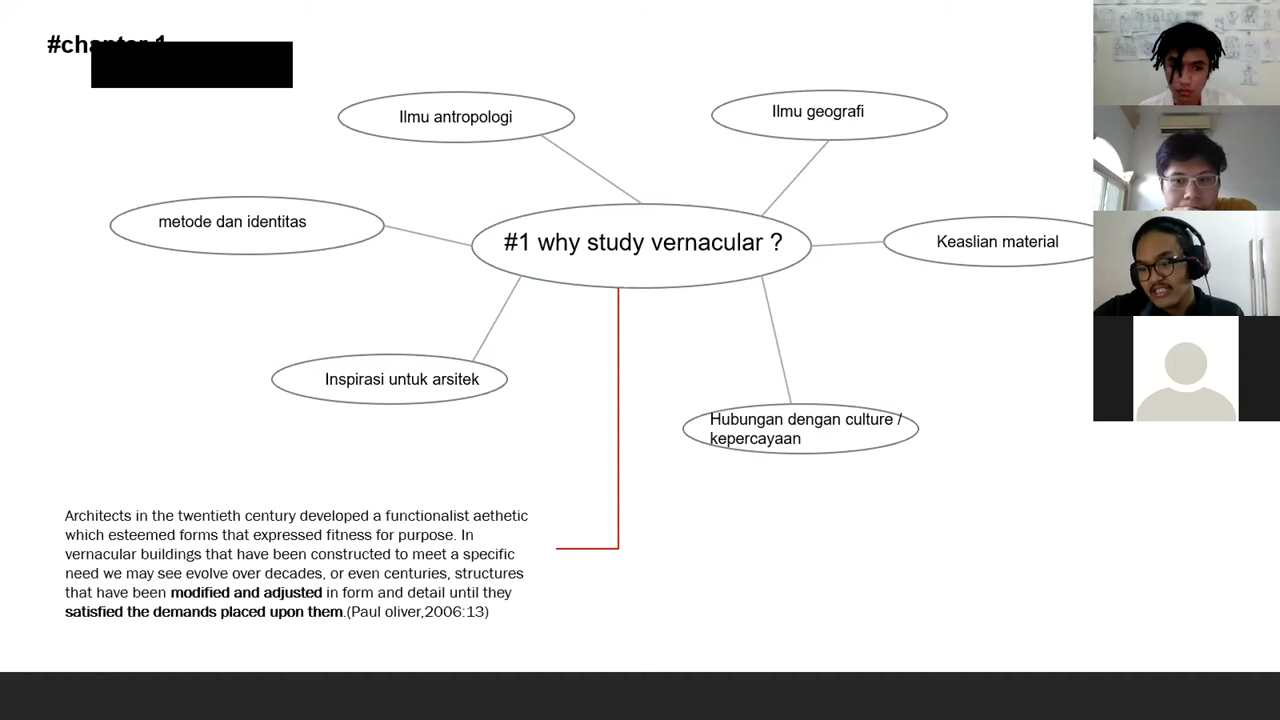 #chapter 1
Ilmu antropologi
Ilmu geografi
metode dan identitas
#1 why study vernacular ?
Keaslian material
Inspirasi untuk arsitek
Hubungan dengan culture /
kepercayaan
Architects in the twentieth century developed a functionalist aethetic
which esteemed forms that expressed fitness for purpose. In
vernacular buildings that have been constructed to meet a specific
need we may see evolve over decades, or even centuries, structures
that have been modified and adjusted in form and detail until they
satisfied the demands placed upon them.(Paul oliver,2006:13)